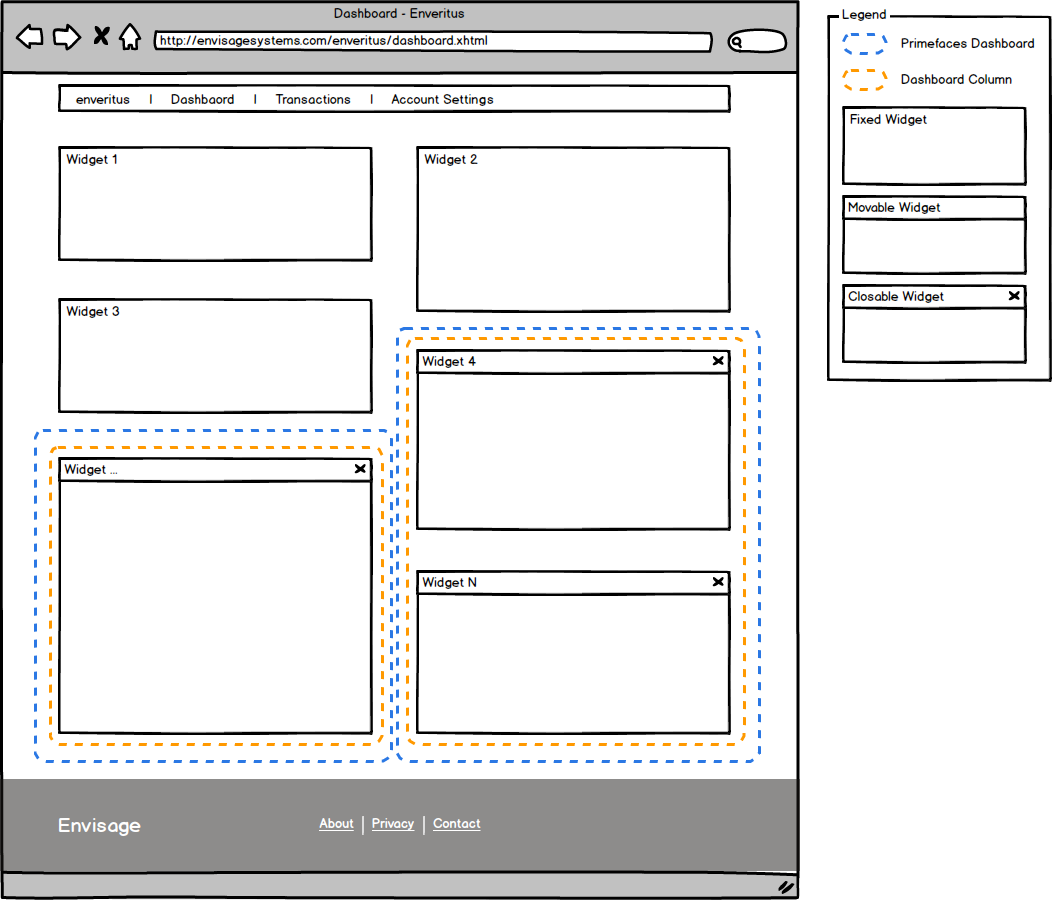 Dashboard - Enveritus
http://envisagesystems.com/enveritus/dashboard.xhtml
enveritus | Dashbaord | Transactions | Account Settings
Widget 1
Widget 2
Widget 3
Widget 4
Widget ...
Widget N
Envisage
About | Privacy | Contact
Legend
Primefaces Dashboard
Dashboard Column
Fixed Widget
Movable Widget
Closable Widget